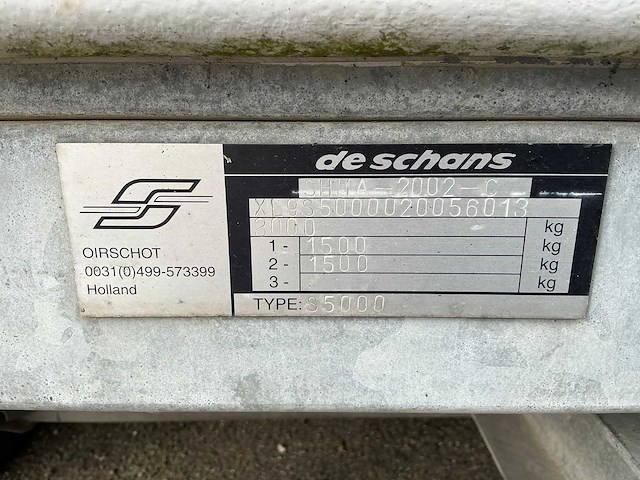 de schans
-2002-C
XL9S5000020056013
3000 kg
1- 1500 kg
2- 1500 kg
3- kg
TYPE: S5000
OIRSCHOT
0031(0)499-573399
Holland